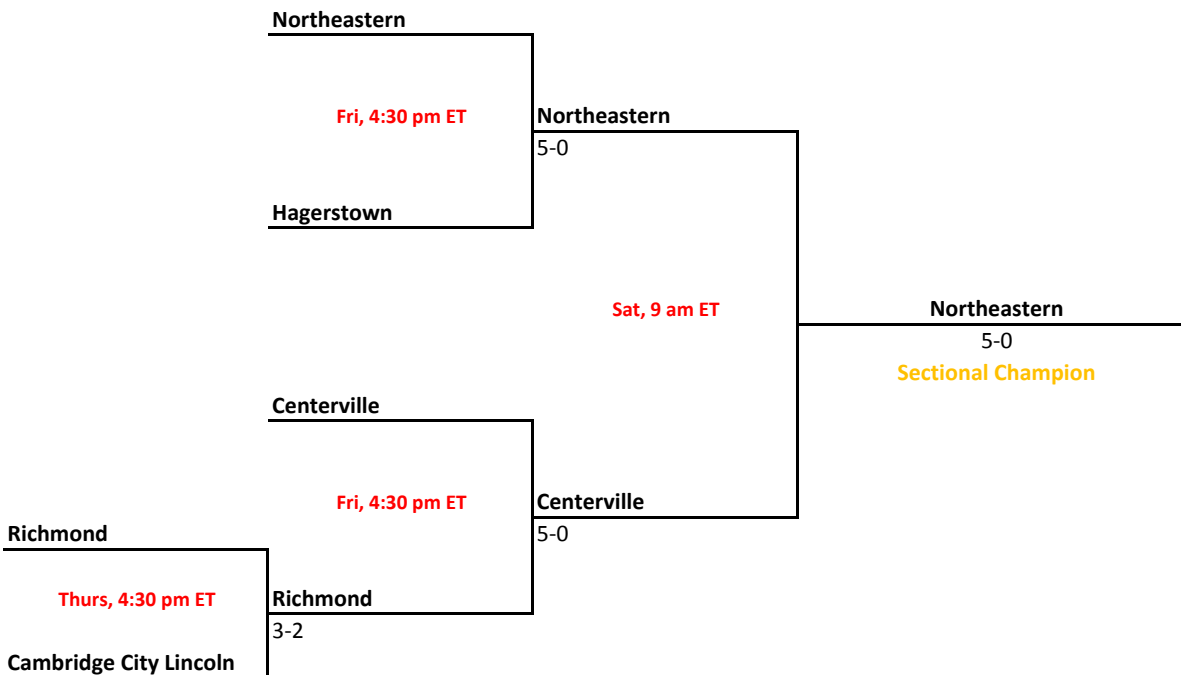 Northeastern
Fri, 4:30 pm ET
Northeastern
5-0
Hagerstown
Sat, 9 am ET
Northeastern
5-0
Sectional Champion
Centerville
Fri, 4:30 pm ET
Centerville
5-0
Richmond
Thurs, 4:30 pm ET
Richmond
3-2
Cambridge City Lincoln